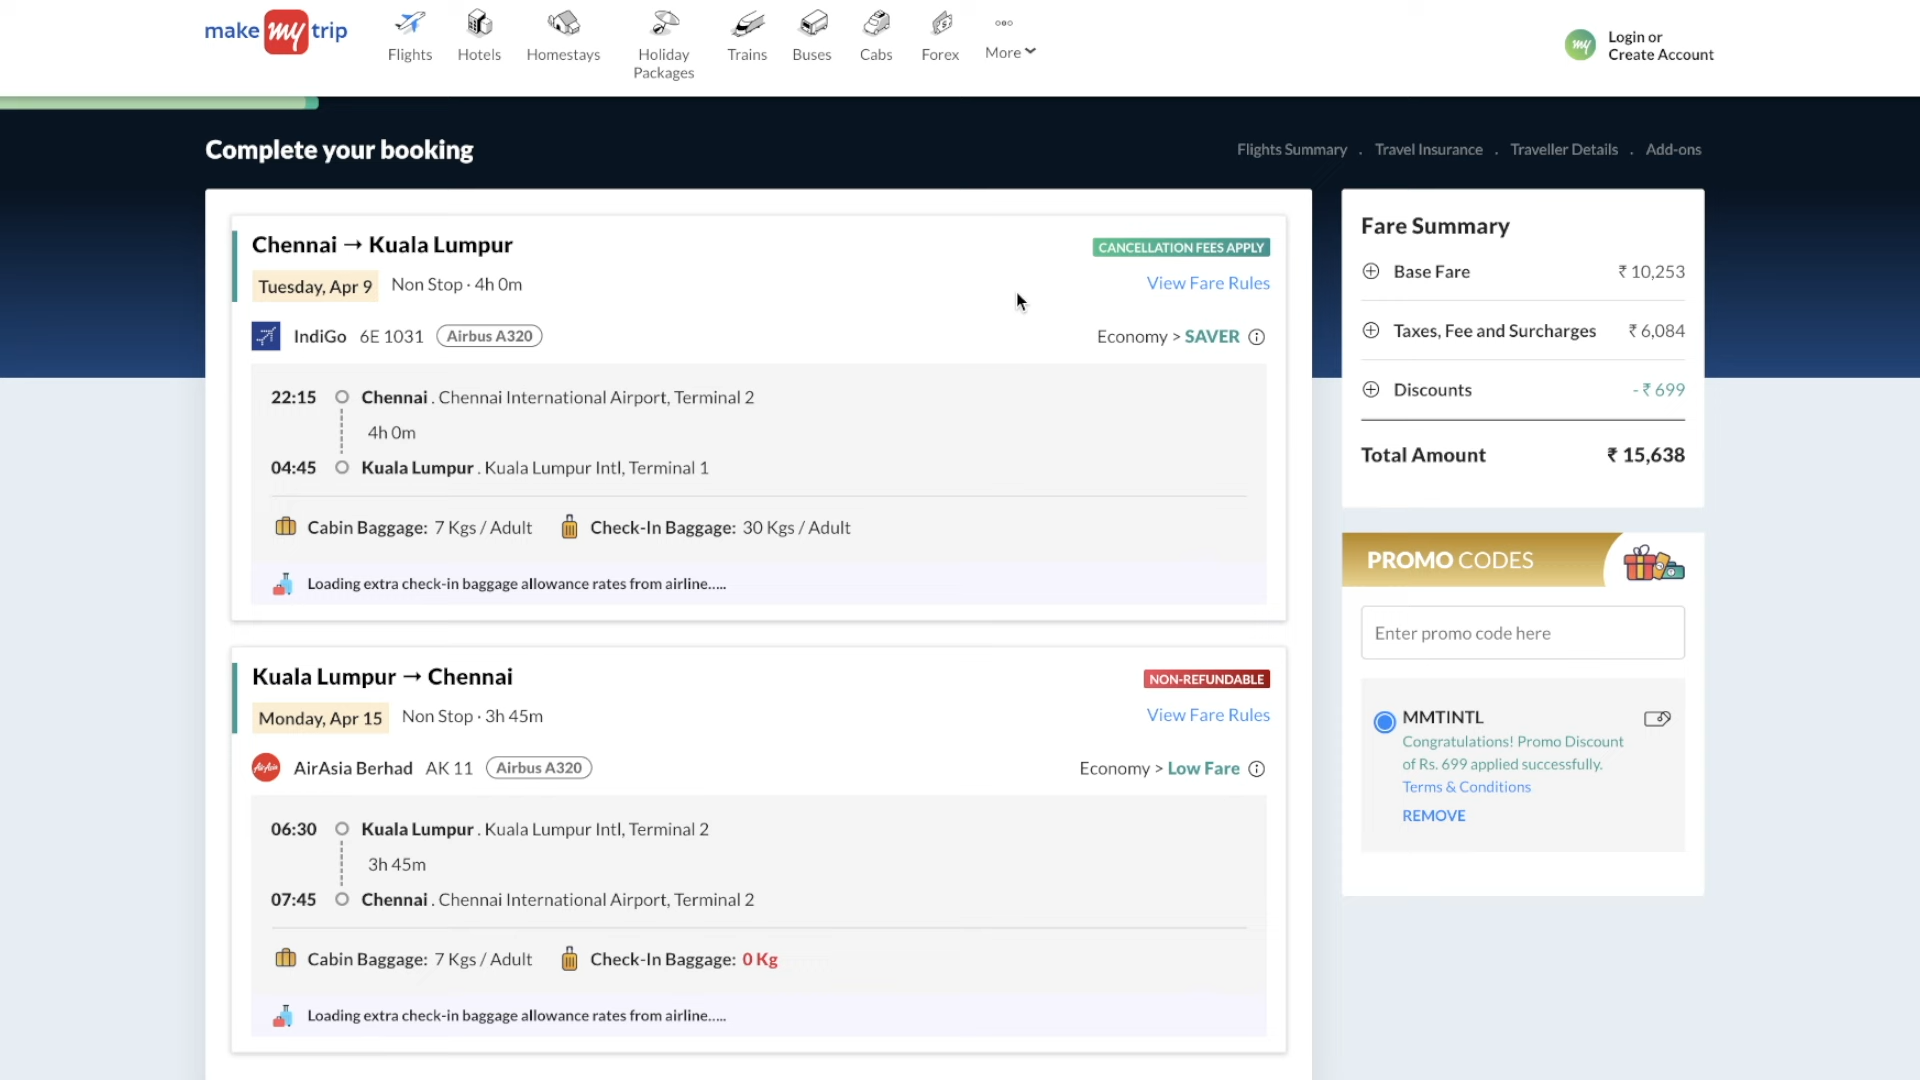 make my trip
Flights
Hotels
Homestays
Holiday
Packages
Trains
Buses
Cabs
Forex
More
my
Login or
Create Account
Complete your booking
Flights Summary . Travel Insurance . Traveller Details . Add-ons
Chennai → Kuala Lumpur
CANCELLATION FEES APPLY
Tuesday, Apr 9 Non Stop · 4h 0m
View Fare Rules
IndiGo 6E 1031 Airbus A320
Economy > SAVER
22:15 Chennai . Chennai International Airport, Terminal 2
4h 0m
04:45 Kuala Lumpur . Kuala Lumpur Intl, Terminal 1
Cabin Baggage: 7 Kgs / Adult Check-In Baggage: 30 Kgs / Adult
Loading extra check-in baggage allowance rates from airline.....
Kuala Lumpur → Chennai
NON-REFUNDABLE
Monday, Apr 15 Non Stop · 3h 45m
View Fare Rules
AirAsia AirAsia Berhad AK 11 Airbus A320
Economy > Low Fare
06:30 Kuala Lumpur . Kuala Lumpur Intl, Terminal 2
3h 45m
07:45 Chennai . Chennai International Airport, Terminal 2
Cabin Baggage: 7 Kgs / Adult Check-In Baggage: 0 Kg
Loading extra check-in baggage allowance rates from airline.....
Fare Summary
Base Fare ₹ 10,253
Taxes, Fee and Surcharges ₹ 6,084
Discounts - ₹ 699
Total Amount ₹ 15,638
PROMO CODES
Enter promo code here
MMTINTL
Congratulations! Promo Discount
of Rs. 699 applied successfully.
Terms & Conditions
REMOVE